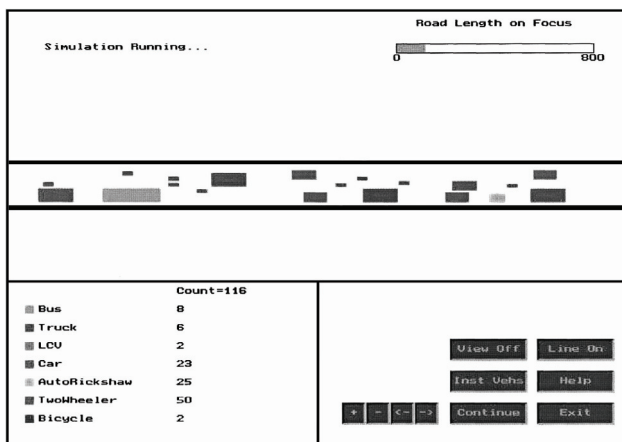 Road Length on Focus
Simulation Running...
0 800
Count=116
Bus 8
Truck 6
LCV 2
Car 23
AutoRickshaw 25
TwoWheeler 50
Bicycle 2
View Off Line On
Inst Vehs Help
+ - <- -> Continue Exit